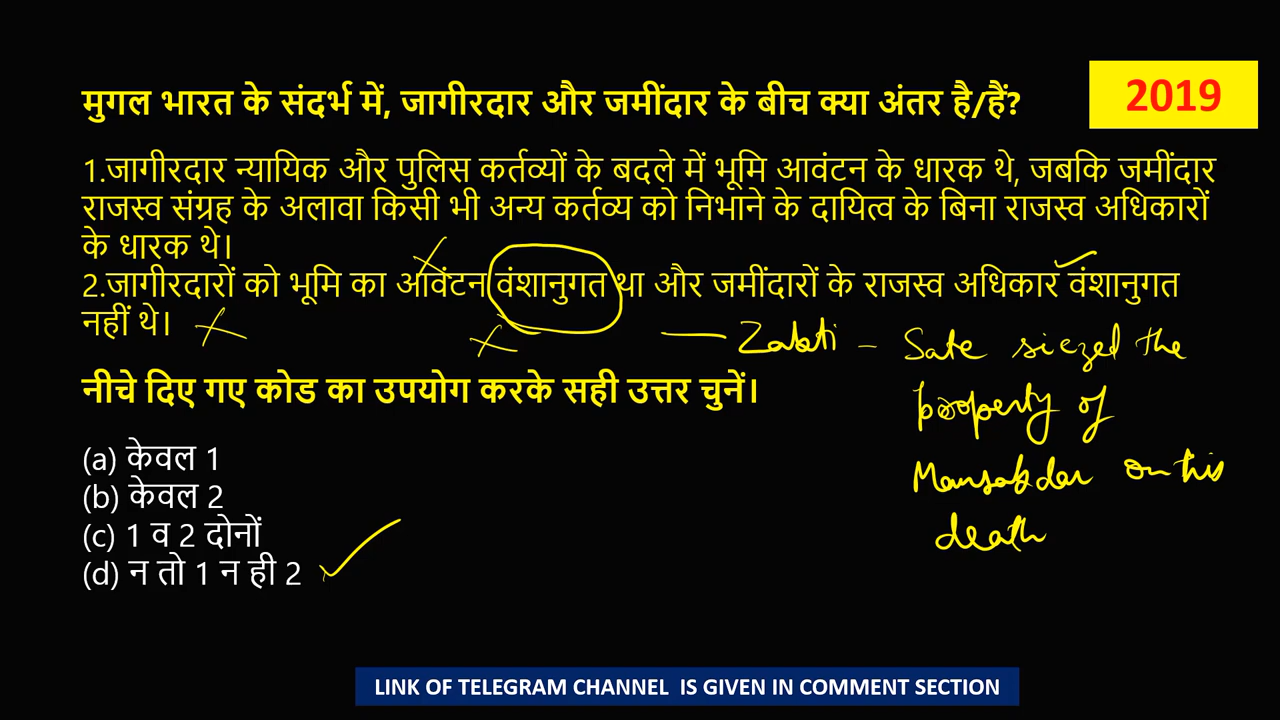 मुगल भारत के संदर्भ में, जागीरदार और जमींदार के बीच क्या अंतर है/हैं?
2019
1.जागीरदार न्यायिक और पुलिस कर्तव्यों के बदले में भूमि आवंटन के धारक थे, जबकि जमींदार
राजस्व संग्रह के अलावा किसी भी अन्य कर्तव्य को निभाने के दायित्व के बिना राजस्व अधिकारों
के धारक थे।
2.जागीरदारों को भूमि का आवंटन वंशानुगत था और जमींदारों के राजस्व अधिकार वंशानुगत
नहीं थे।
Zabti - Sate siezed the
property of
Mansabdar on his
death
नीचे दिए गए कोड का उपयोग करके सही उत्तर चुनें।
(a) केवल 1
(b) केवल 2
(c) 1 व 2 दोनों
(d) न तो 1 न ही 2
LINK OF TELEGRAM CHANNEL IS GIVEN IN COMMENT SECTION